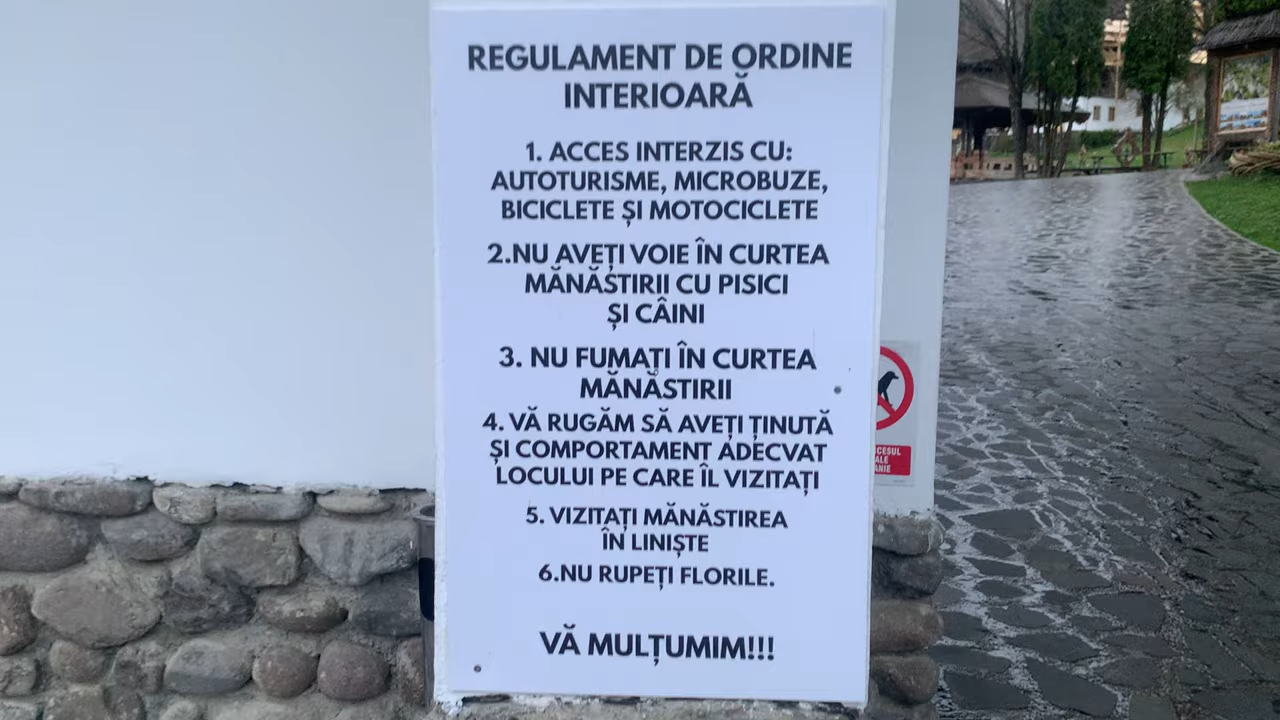 REGULAMENT DE ORDINE
INTERIOARĂ
1. ACCES INTERZIS CU:
AUTOTURISME, MICROBUZE,
BICICLETE ȘI MOTOCICLETE
2.NU AVEȚI VOIE ÎN CURTEA
MĂNĂSTIRII CU PISICI
ȘI CÂINI
3. NU FUMAȚI ÎN CURTEA
MĂNĂSTIRII
4. VĂ RUGĂM SĂ AVEȚI ȚINUTĂ
ȘI COMPORTAMENT ADECVAT
LOCULUI PE CARE ÎL VIZITAȚI
5. VIZITAȚI MĂNĂSTIREA
ÎN LINIȘTE
6.NU RUPEȚI FLORILE.
VĂ MULȚUMIM!!!